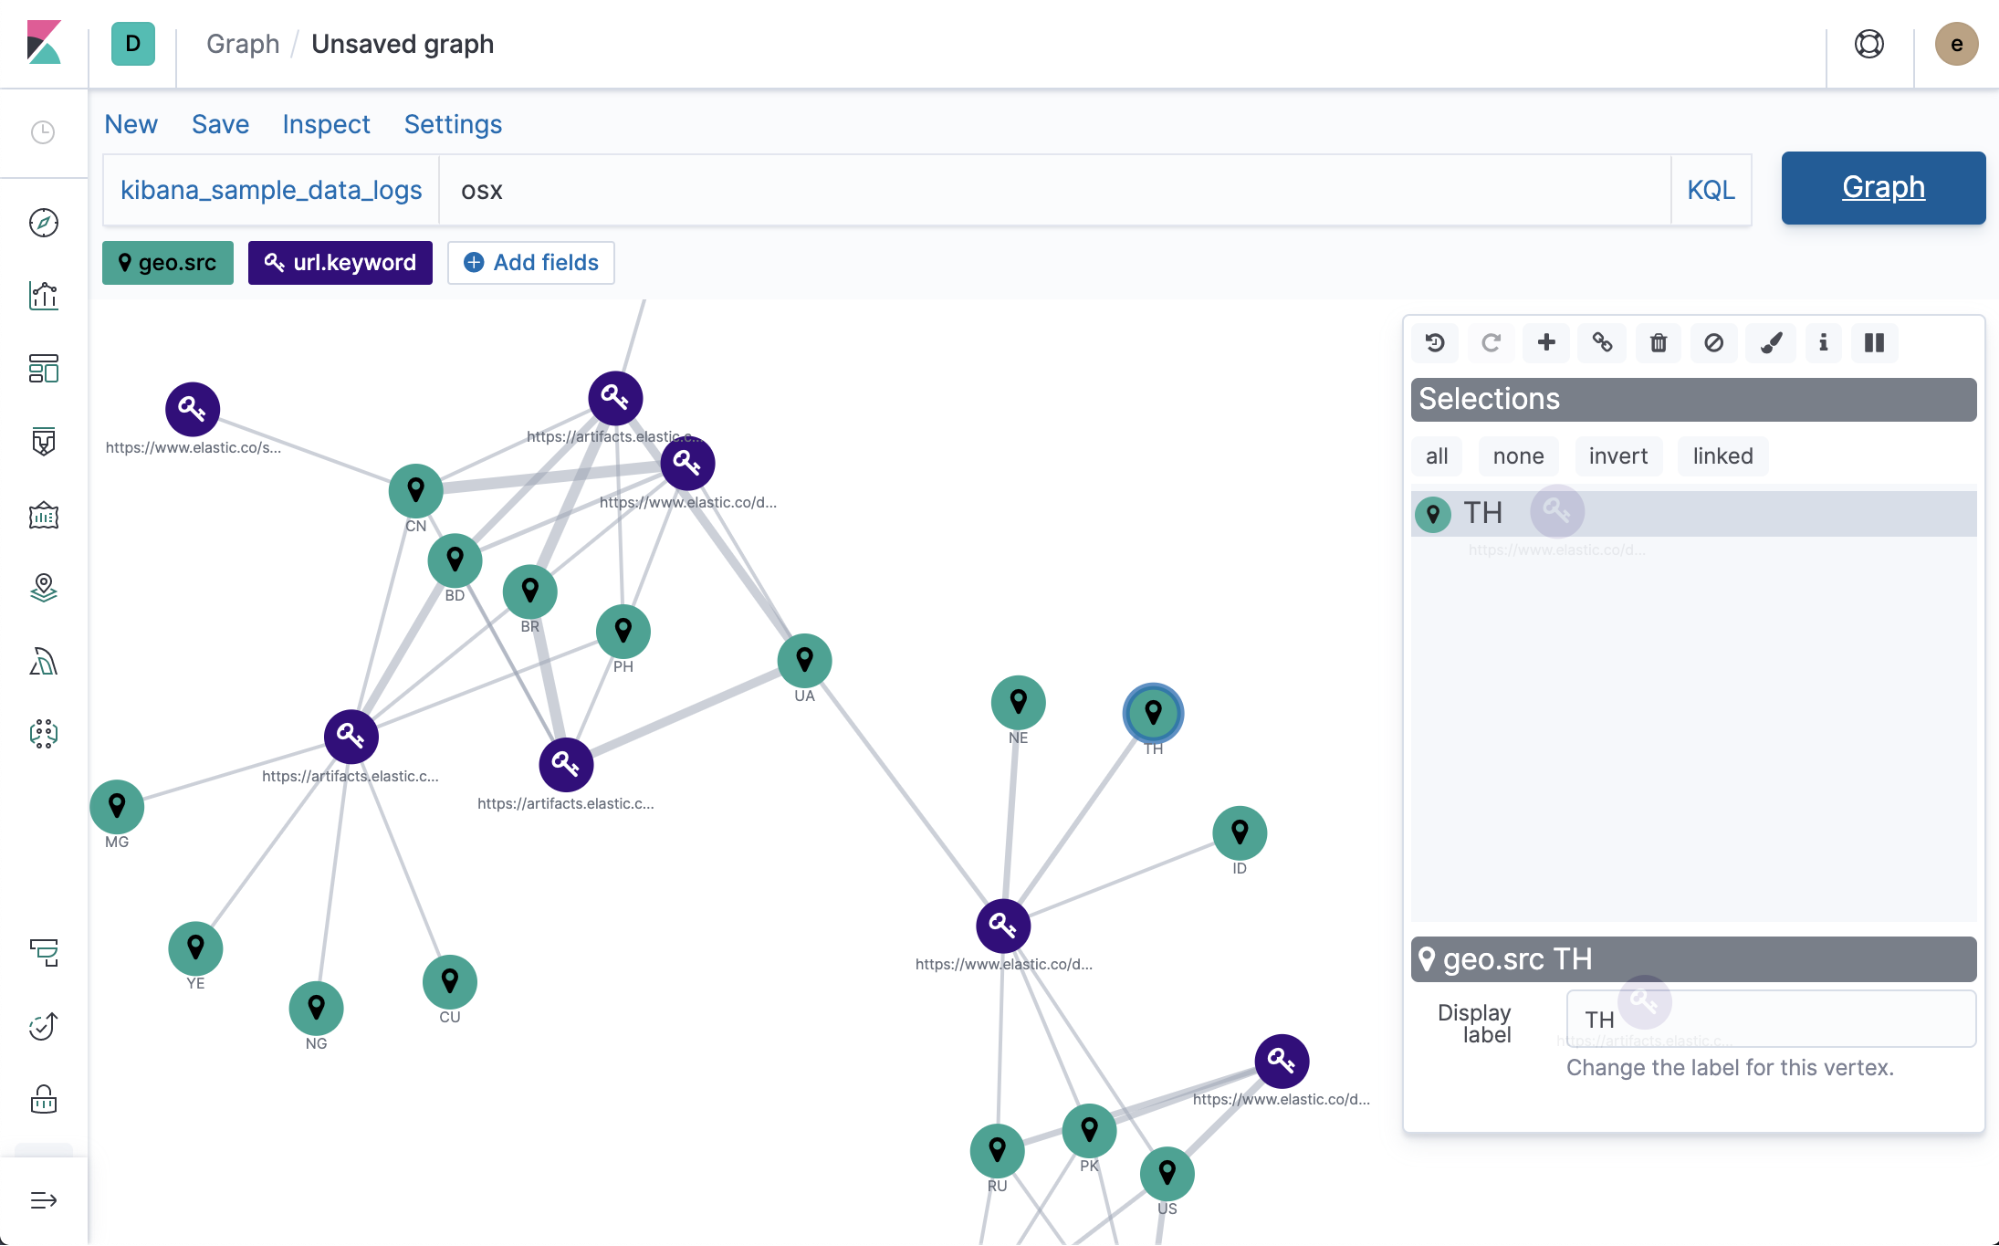 D Graph / Unsaved graph e
New Save Inspect Settings
kibana_sample_data_logs osx KQL Graph
geo.src url.keyword Add fields
https://www.elastic.co/s...
https://artifacts.elastic.c...
https://www.elastic.co/d...
CN
BD
BR
PH
UA
NE
TH
https://artifacts.elastic.c...
https://artifacts.elastic.c...
MG
ID
https://www.elastic.co/d...
YE
CU
NG
https://www.elastic.co/d...
PK
RU
US
Selections
all none invert linked
TH
https://www.elastic.co/d...
geo.src TH
Display label
TH
https://artifacts.elastic.c...
Change the label for this vertex.